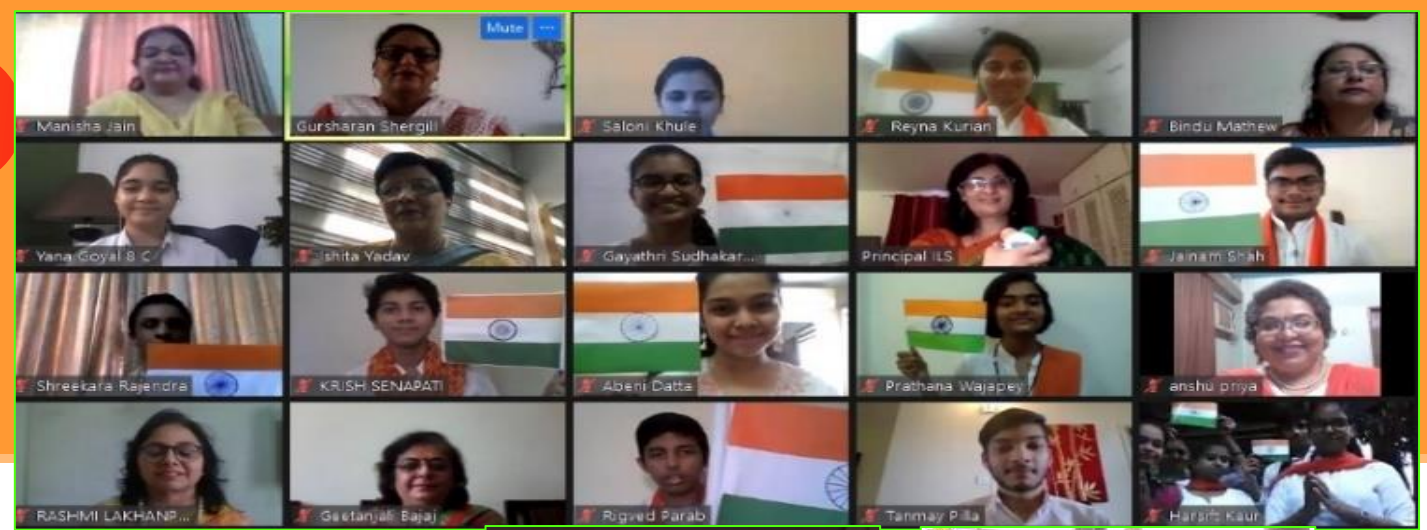 Mute ...
Manisha Jain
Gursharan Shergill
Saloni Khule
Reyna Kurian
Bindu Mathew
Yana Goyal 8 C
Ishita Yadav
Gayathri Sudhakar...
Principal ILS
Jainam Shah
Shreekara Rajendra
KRISH SENAPATI
Abeni Datta
Prathana Wajapey
anshu priya
RASHMI LAKHANP...
Geetanjali Bajaj
Rigved Parab
Tanmay Pilla
Harsift Kaur